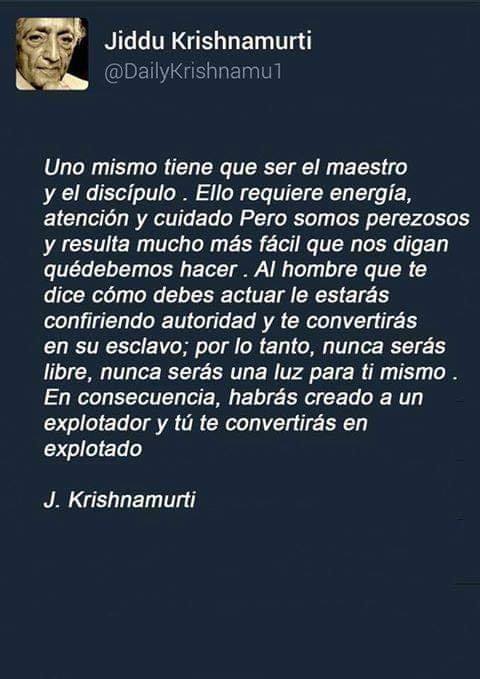 Jiddu Krishnamurti
@DailyKrishnamu1
Uno mismo tiene que ser el maestro
y el discípulo . Ello requiere energía,
atención y cuidado Pero somos perezosos
y resulta mucho más fácil que nos digan
quédebemos hacer . Al hombre que te
dice cómo debes actuar le estarás
confiriendo autoridad y te convertirás
en su esclavo; por lo tanto, nunca serás
libre, nunca serás una luz para ti mismo .
En consecuencia, habrás creado a un
explotador y tú te convertirás en
explotado
J. Krishnamurti